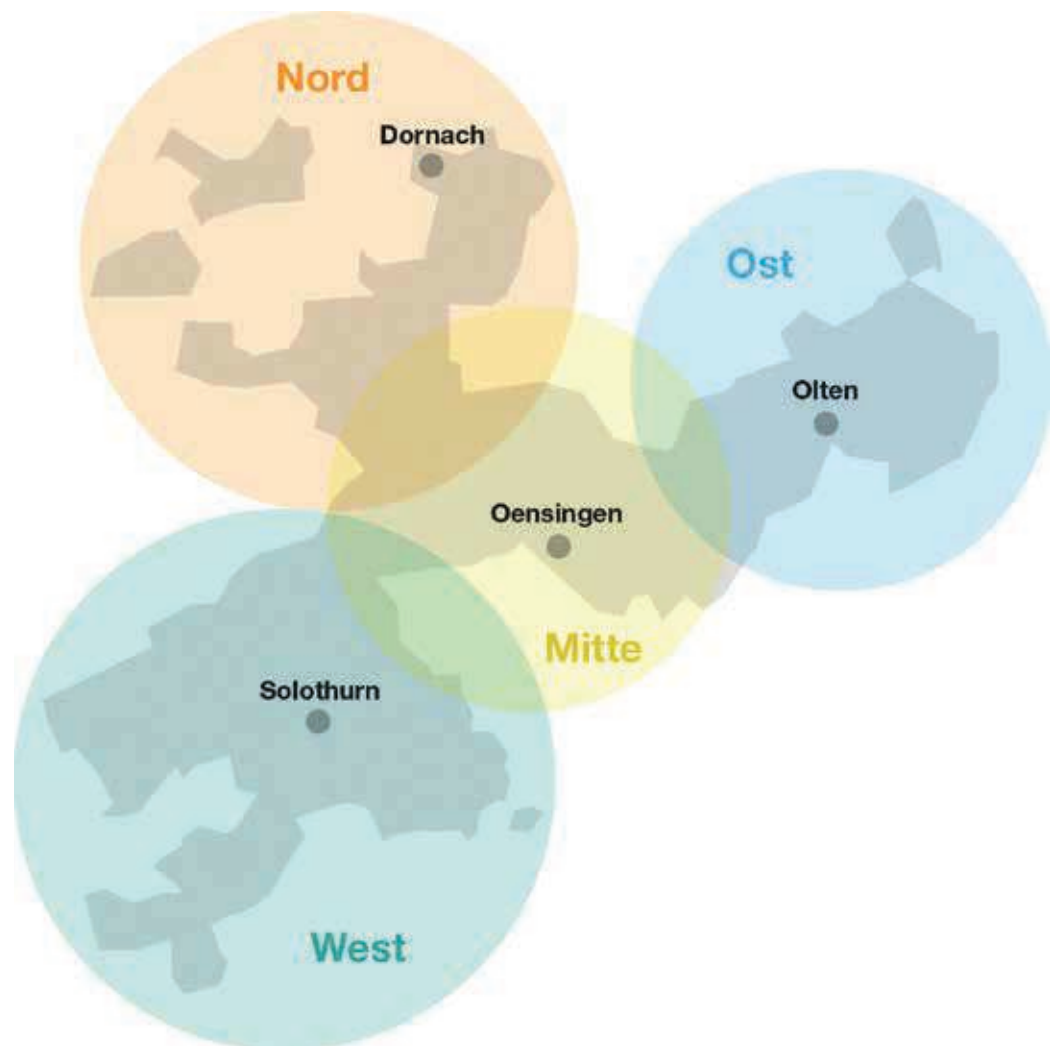 Nord
Dornach
Ost
Olten
Oensingen
Mitte
Solothurn
West